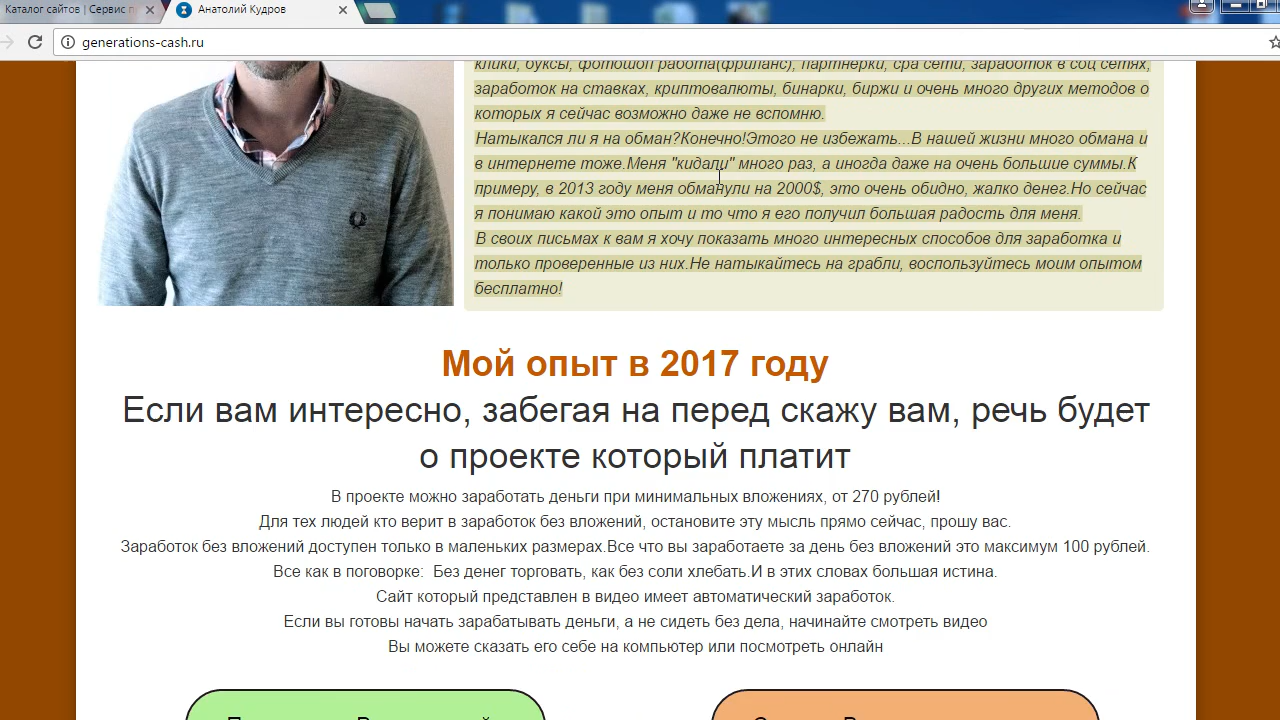 Каталог сайтов | Сервис п
Анатолий Кудров
generations-cash.ru
клики, буксы, фотошоп работа(фриланс), партнерки, сра сети, заработок в соц сетях,
заработок на ставках, криптовалюты, бинарки, биржи и очень много других методов о
которых я сейчас возможно даже не вспомню.
Натыкался ли я на обман?Конечно!Этого не избежать...В нашей жизни много обмана и
в интернете тоже.Меня "кидали" много раз, а иногда даже на очень большие суммы.К
примеру, в 2013 году меня обманули на 2000$, это очень обидно, жалко денег.Но сейчас
я понимаю какой это опыт и то что я его получил большая радость для меня.
В своих письмах к вам я хочу показать много интересных способов для заработка и
только проверенные из них.Не натыкайтесь на грабли, воспользуйтесь моим опытом
бесплатно!
Мой опыт в 2017 году
Если вам интересно, забегая на перед скажу вам, речь будет
о проекте который платит
В проекте можно заработать деньги при минимальных вложениях, от 270 рублей!
Для тех людей кто верит в заработок без вложений, остановите эту мысль прямо сейчас, прошу вас.
Заработок без вложений доступен только в маленьких размерах.Все что вы заработаете за день без вложений это максимум 100 рублей.
Все как в поговорке:  Без денег торговать, как без соли хлебать.И в этих словах большая истина.
Сайт который представлен в видео имеет автоматический заработок.
Если вы готовы начать зарабатывать деньги, а не сидеть без дела, начинайте смотреть видео
Вы можете сказать его себе на компьютер или посмотреть онлайн